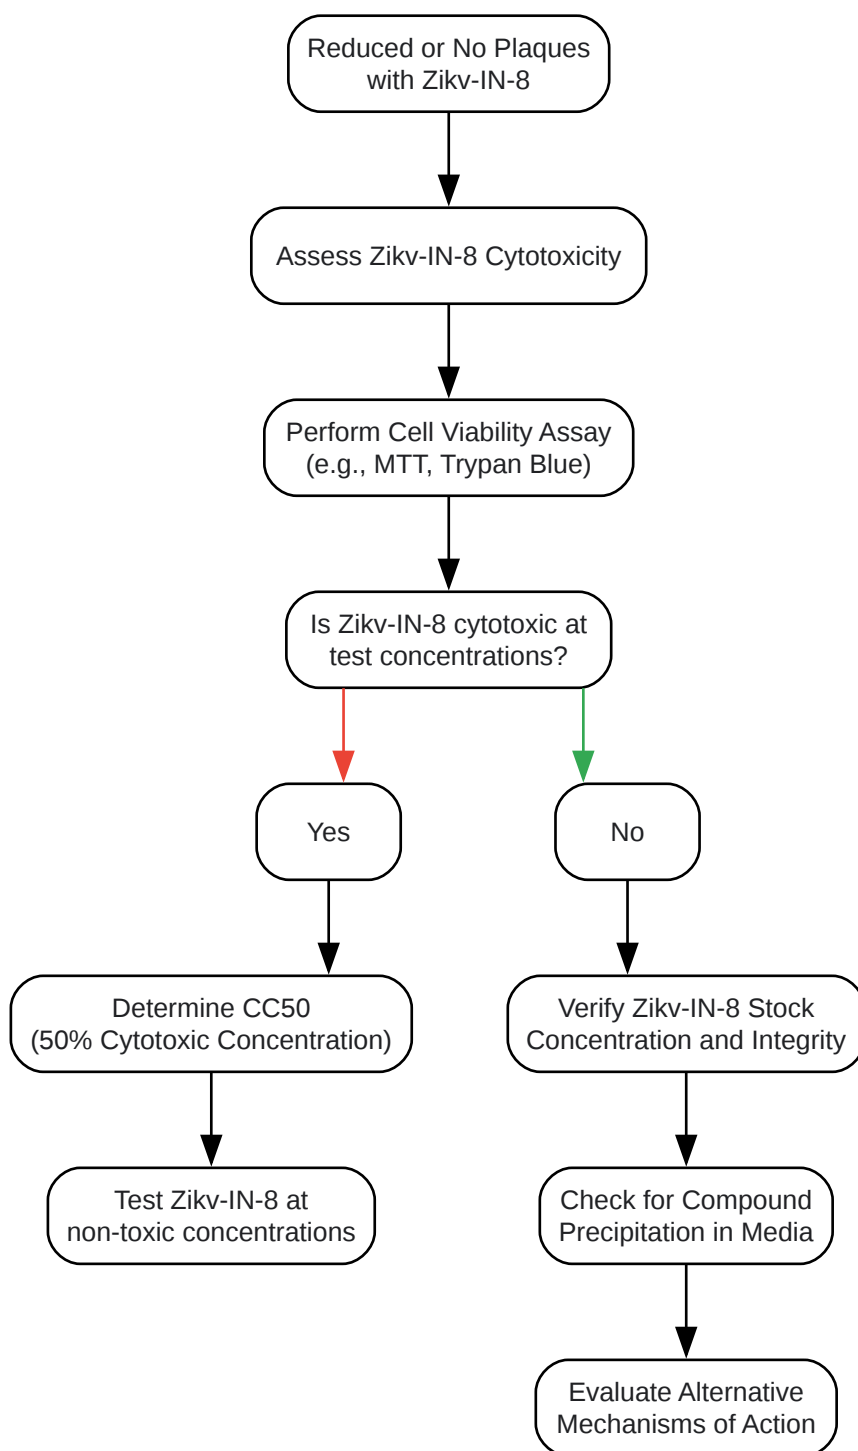 Reduced or No Plaques
with Zikv-IN-8
Assess Zikv-IN-8 Cytotoxicity
Perform Cell Viability Assay
(e.g., MTT, Trypan Blue)
Is Zikv-IN-8 cytotoxic at
test concentrations?
Yes
No
Determine CC50
(50% Cytotoxic Concentration)
Verify Zikv-IN-8 Stock
Concentration and Integrity
Test Zikv-IN-8 at
non-toxic concentrations
Check for Compound
Precipitation in Media
Evaluate Alternative
Mechanisms of Action